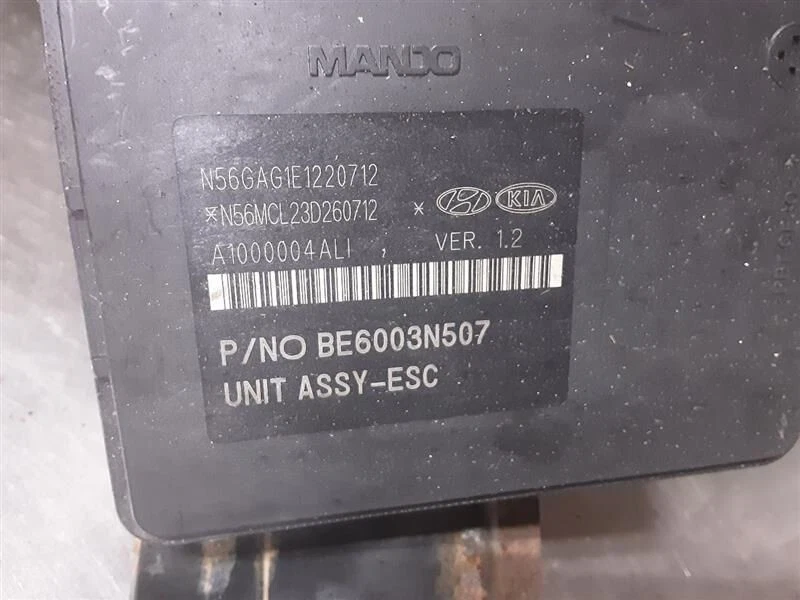 MANDO
N56GAG1E1220712
*N56MCL23D260712 * KIA
A1000004ALI , VER. 1.2
P/NO BE6003N507
UNIT ASSY-ESC